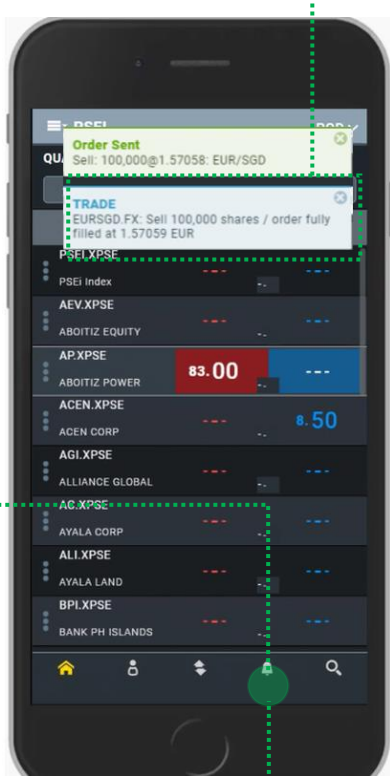 PSEI
Order Sent
Sell: 100,000@1.57058: EUR/SGD
TRADE
EURSGD.FX: Sell 100,000 shares / order fully
filled at 1.57059 EUR
PSEI.XPSE
PSEi Index
--- -.- ---
AEV.XPSE
ABOITIZ EQUITY
--- -.- ---
AP.XPSE
ABOITIZ POWER
83.00 -.- ---
ACEN.XPSE
ACEN CORP
--- -.- 8.50
AGI.XPSE
ALLIANCE GLOBAL
--- -.- ---
AC.XPSE
AYALA CORP
--- -.- ---
ALI.XPSE
AYALA LAND
--- -.- ---
BPI.XPSE
BANK PH ISLANDS
--- -.- ---